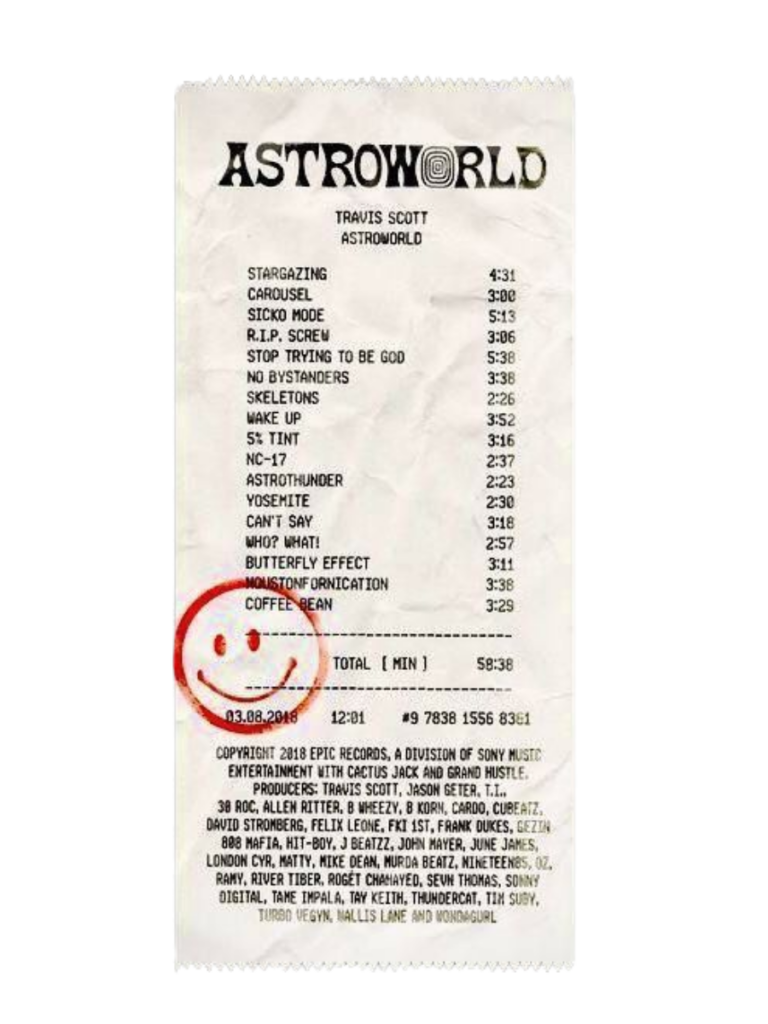 ASTROWORLD
TRAVIS SCOTT
ASTROWORLD
STARGAZING 4:31
CAROUSEL 3:00
SICKO MODE 5:13
R.I.P. SCREW 3:06
STOP TRYING TO BE GOD 5:38
NO BYSTANDERS 3:38
SKELETONS 2:26
WAKE UP 3:52
5% TINT 3:16
NC-17 2:37
ASTROTHUNDER 2:23
YOSEMITE 2:30
CAN'T SAY 3:18
WHO? WHAT! 2:57
BUTTERFLY EFFECT 3:11
HOUSTONFORNICATION 3:38
COFFEE BEAN 3:29
TOTAL [ MIN ] 58:38
03.08.2018 12:01 #9 7838 1556 8381
COPYRIGHT 2018 EPIC RECORDS, A DIVISION OF SONY MUSIC
ENTERTAINMENT WITH CACTUS JACK AND GRAND HUSTLE.
PRODUCERS: TRAVIS SCOTT, JASON GETER, T.I.,
30 ROC, ALLEN RITTER, B WHEEZY, B KORN, CARDO, CUBEATZ,
DAVID STROMBERG, FELIX LEONE, FKI 1ST, FRANK DUKES, GEZIN
808 MAFIA, HIT-BOY, J BEATZZ, JOHN MAYER, JUNE JAMES,
LONDON CYR, MATTY, MIKE DEAN, MURDA BEATZ, NINETEEN85, OZ,
RAMY, RIVER TIBER, ROGÉT CHAHAYED, SEVN THOMAS, SONNY
DIGITAL, TAME IMPALA, TAY KEITH, THUNDERCAT, TIM SUBY,
TURBO VEGYN, WALLIS LANE AND WONDAGURL